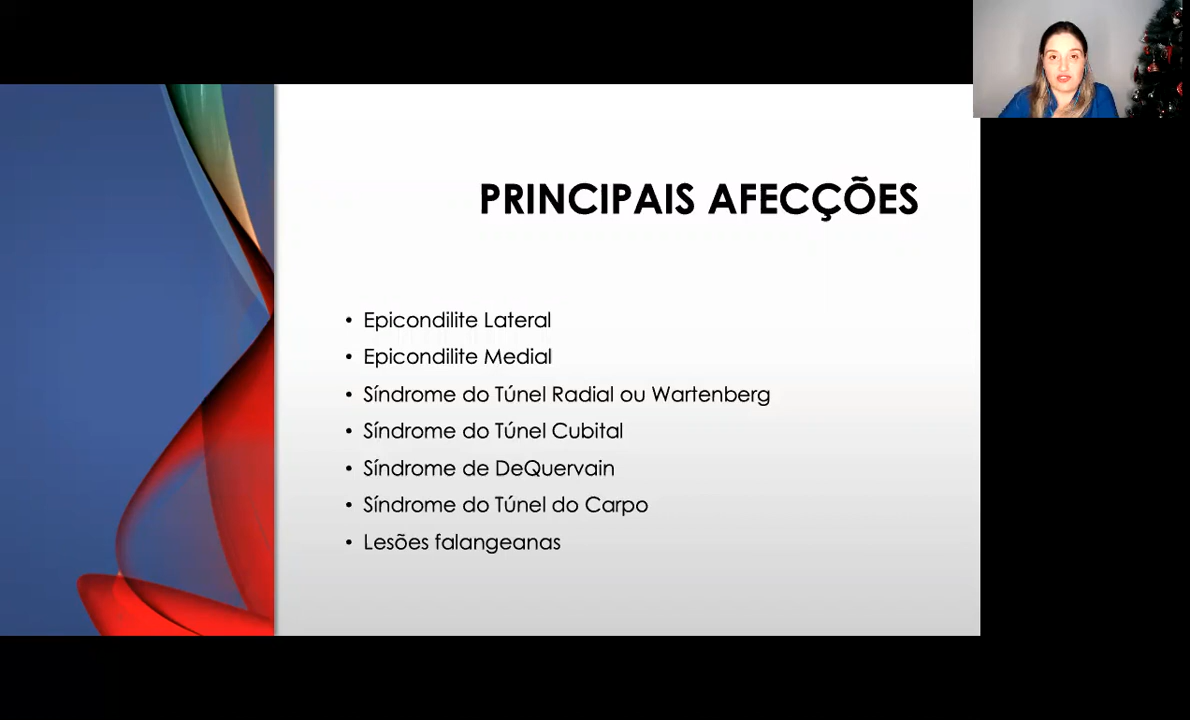 PRINCIPAIS AFECÇÕES
• Epicondilite Lateral
• Epicondilite Medial
• Síndrome do Túnel Radial ou Wartenberg
• Síndrome do Túnel Cubital
• Síndrome de DeQuervain
• Síndrome do Túnel do Carpo
• Lesões falangeanas